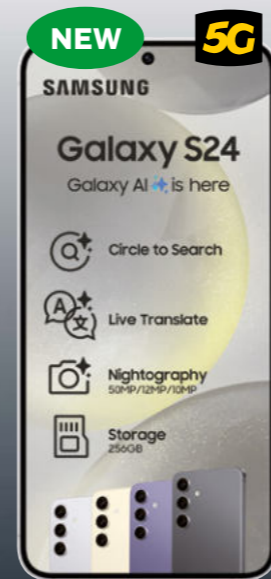 NEW
5G
SAMSUNG
Galaxy S24
Galaxy AI is here
Circle to Search
A
文
Live Translate
Nightography
50MP/12MP/10MP
Storage
256GB